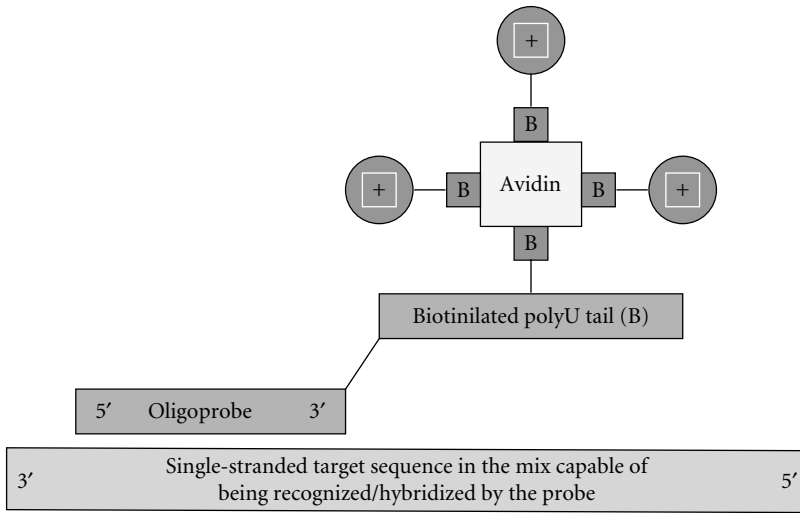 +
B
+ B Avidin B +
B
Biotinilated polyU tail (B)
5′ Oligoprobe 3′
3′ Single-stranded target sequence in the mix capable of 5′
being recognized/hybridized by the probe